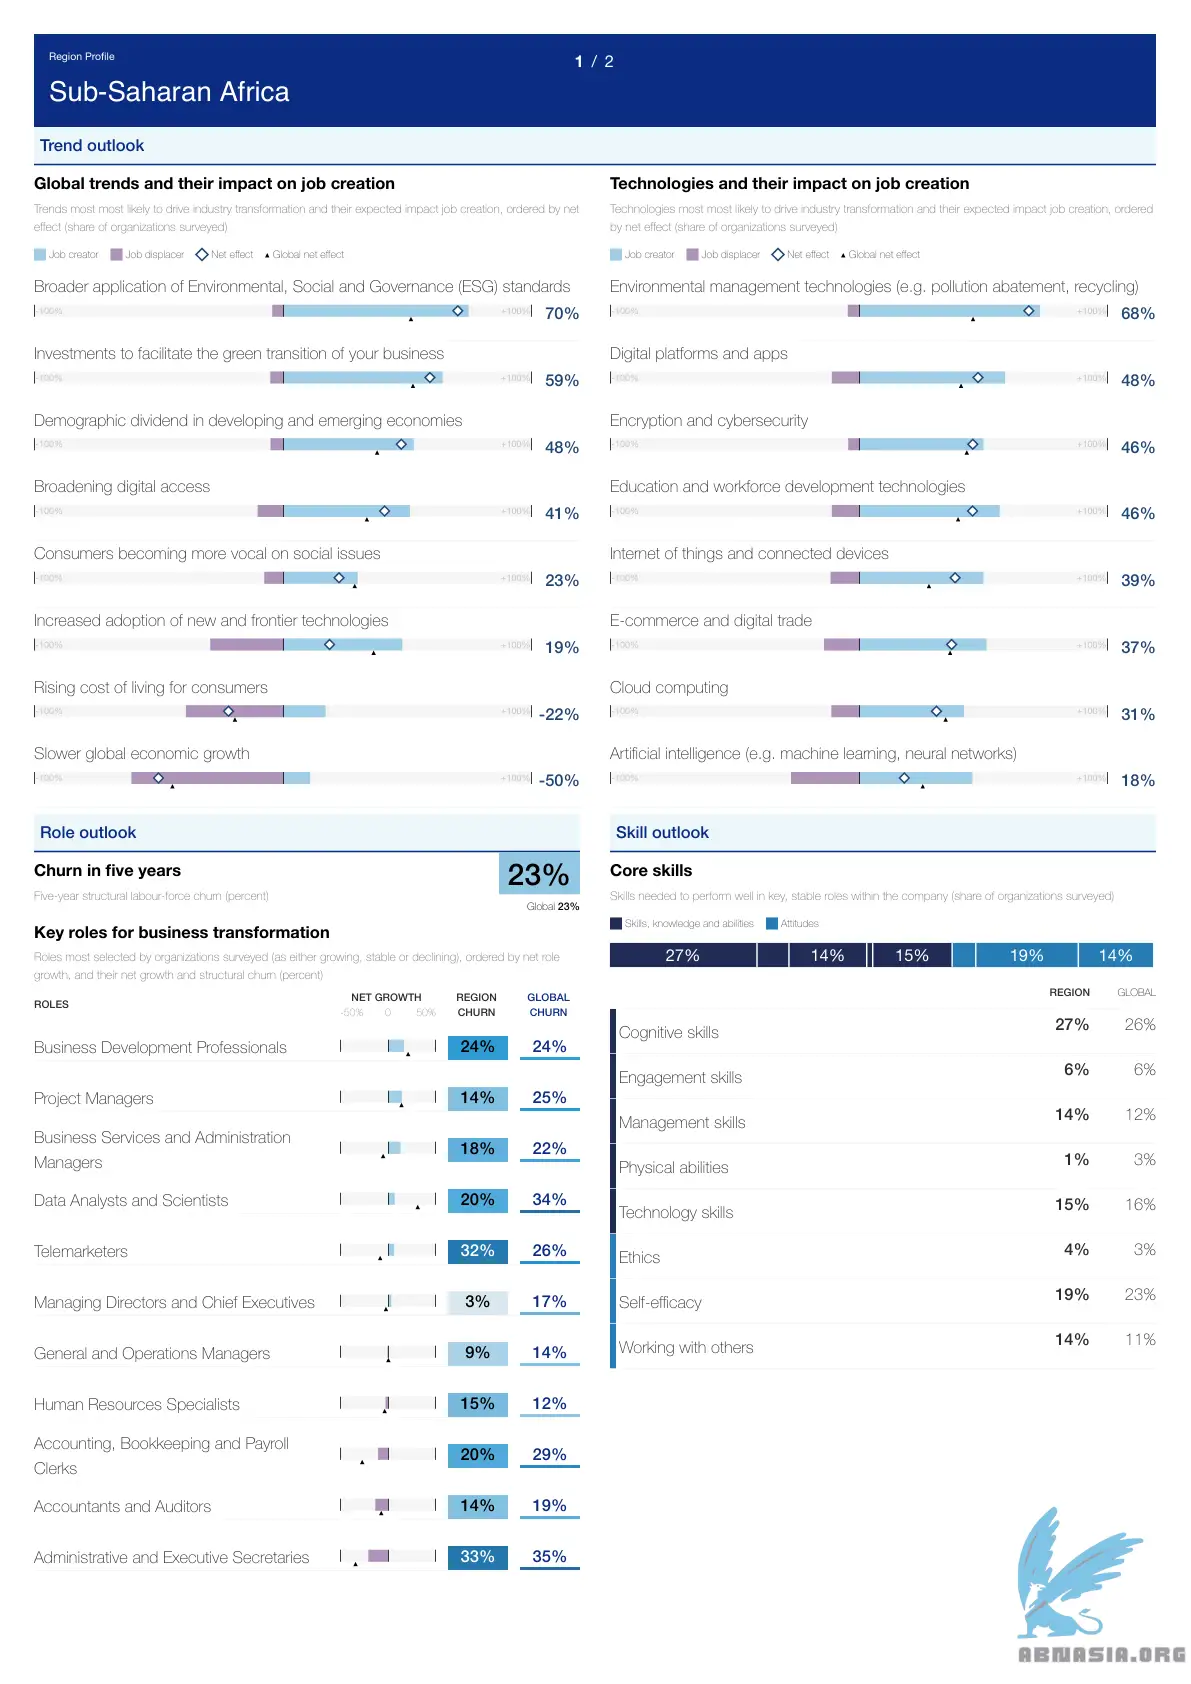 Region Profile
1 / 2
Sub-Saharan Africa
Trend outlook
Global trends and their impact on job creation
Trends most most likely to drive industry transformation and their expected impact job creation, ordered by net
effect (share of organizations surveyed)
Job creator Job displacer Net effect Global net effect
Broader application of Environmental, Social and Governance (ESG) standards
-100% +100% 70%
Investments to facilitate the green transition of your business
-100% +100% 59%
Demographic dividend in developing and emerging economies
-100% +100% 48%
Broadening digital access
-100% +100% 41%
Consumers becoming more vocal on social issues
-100% +100% 23%
Increased adoption of new and frontier technologies
-100% +100% 19%
Rising cost of living for consumers
-100% +100% -22%
Slower global economic growth
-100% +100% -50%
Technologies and their impact on job creation
Technologies most most likely to drive industry transformation and their expected impact job creation, ordered
by net effect (share of organizations surveyed)
Job creator Job displacer Net effect Global net effect
Environmental management technologies (e.g. pollution abatement, recycling)
-100% +100% 68%
Digital platforms and apps
-100% +100% 48%
Encryption and cybersecurity
-100% +100% 46%
Education and workforce development technologies
-100% +100% 46%
Internet of things and connected devices
-100% +100% 39%
E-commerce and digital trade
-100% +100% 37%
Cloud computing
-100% +100% 31%
Artificial intelligence (e.g. machine learning, neural networks)
-100% +100% 18%
Role outlook
Churn in five years
Five-year structural labour-force churn (percent)
23%
Global 23%
Key roles for business transformation
Roles most selected by organizations surveyed (as either growing, stable or declining), ordered by net role
growth, and their net growth and structural churn (percent)
ROLES NET GROWTH REGION CHURN GLOBAL CHURN
-50% 0 50%
Business Development Professionals 24% 24%
Project Managers 14% 25%
Business Services and Administration
Managers 18% 22%
Data Analysts and Scientists 20% 34%
Telemarketers 32% 26%
Managing Directors and Chief Executives 3% 17%
General and Operations Managers 9% 14%
Human Resources Specialists 15% 12%
Accounting, Bookkeeping and Payroll
Clerks 20% 29%
Accountants and Auditors 14% 19%
Administrative and Executive Secretaries 33% 35%
Skill outlook
Core skills
Skills needed to perform well in key, stable roles within the company (share of organizations surveyed)
Skills, knowledge and abilities Attitudes
27% 14% 15% 19% 14%
REGION GLOBAL
Cognitive skills 27% 26%
Engagement skills 6% 6%
Management skills 14% 12%
Physical abilities 1% 3%
Technology skills 15% 16%
Ethics 4% 3%
Self-efficacy 19% 23%
Working with others 14% 11%
ABNASIA.ORG